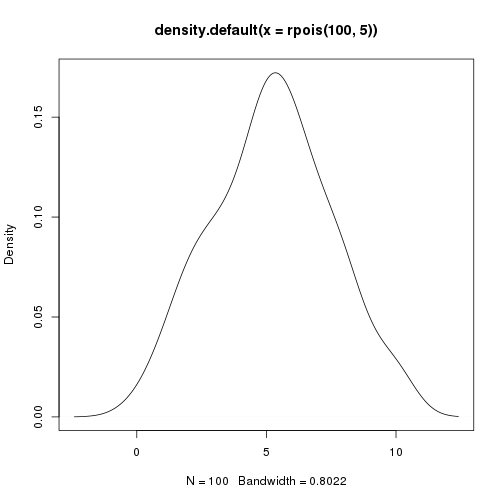 density.default(x = rpois(100, 5))
Density
0.15
0.10
0.05
0.00
0 5 10
N = 100 Bandwidth = 0.8022